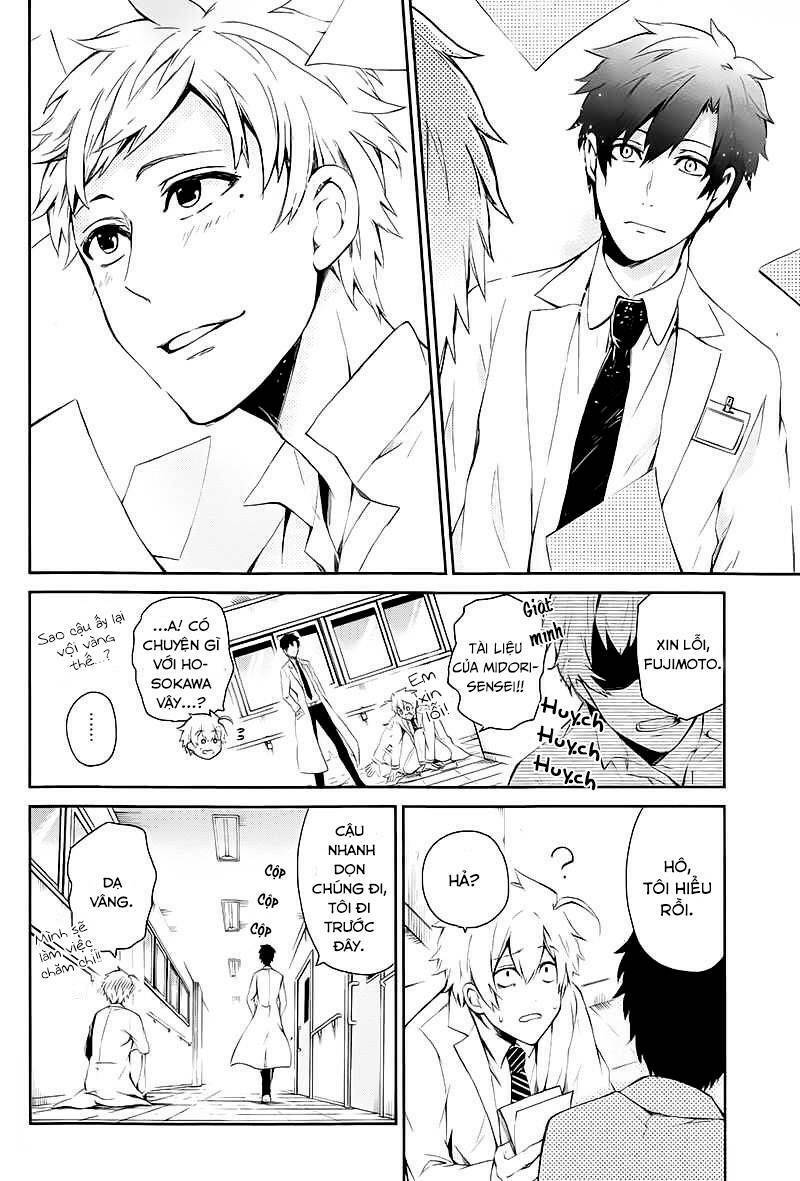 XIN LỖI,
FUJIMOTO.
Giật
mình
TÀI LIỆU
CỦA MIDORI-
SENSEI!!
Huỵch
Huỵch
Huỵch
Em
xin
lỗi!
...A! CÓ
CHUYỆN GÌ
VỚI HO-
SOKAWA
VẬY...?
Sao cậu ấy lại
vội vàng
thế...?
......
HÔ,
TÔI HIỂU
RỒI.
?
HẢ?
CẬU
NHANH
DỌN
CHÚNG ĐI,
TÔI ĐI
TRƯỚC
ĐÂY.
Cộp
Cộp
Cộp
DẠ
VÂNG.
Mình sẽ
làm việc
chăm chỉ!!